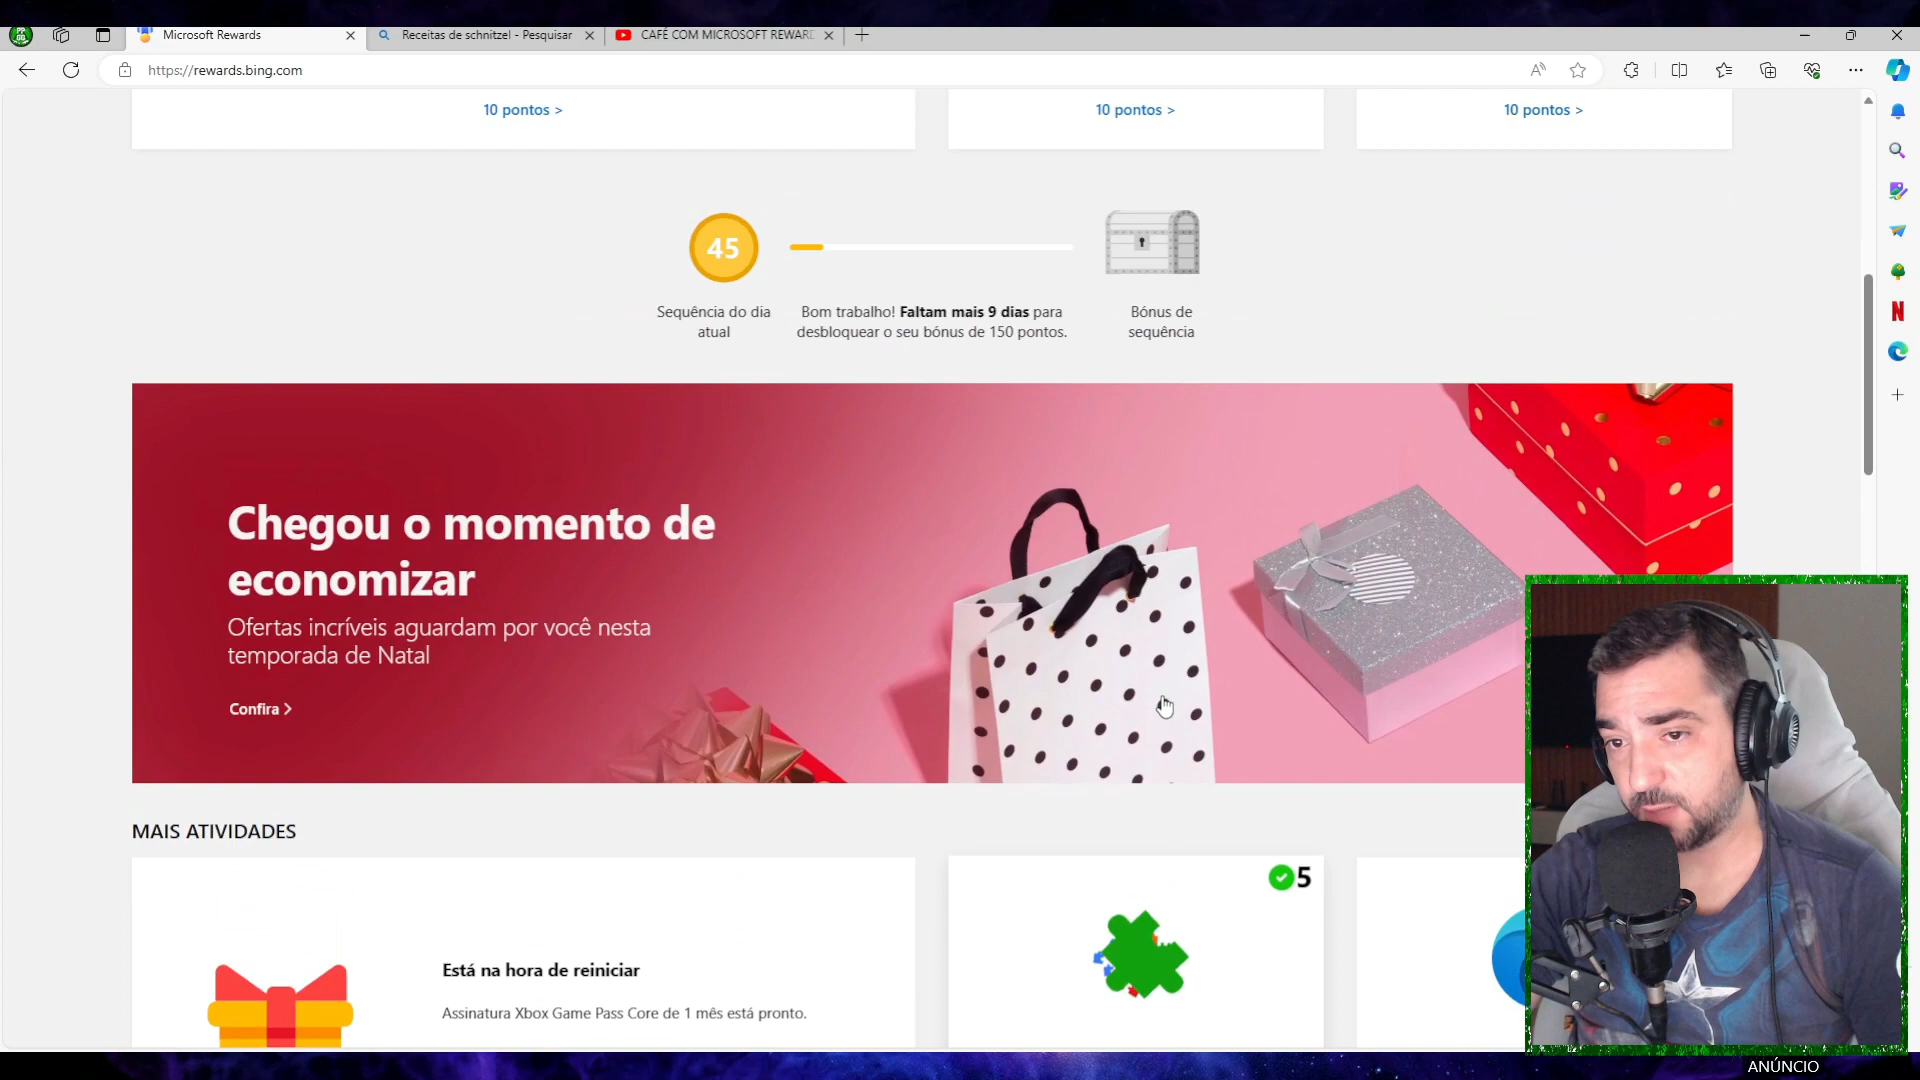 Microsoft Rewards
Receitas de schnitzel - Pesquisar
CAFÉ COM MICROSOFT REWARD
https://rewards.bing.com
10 pontos >
10 pontos >
10 pontos >
45
Sequência do dia
atual
Bom trabalho! Faltam mais 9 dias para
desbloquear o seu bónus de 150 pontos.
Bónus de
sequência
Chegou o momento de
economizar
Ofertas incríveis aguardam por você nesta
temporada de Natal
Confira >
MAIS ATIVIDADES
5
Está na hora de reiniciar
Assinatura Xbox Game Pass Core de 1 mês está pronto.
ANÚNCIO